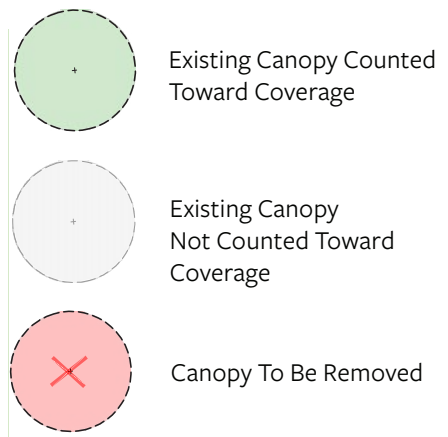 Existing Canopy Counted
Toward Coverage
Existing Canopy
Not Counted Toward
Coverage
Canopy To Be Removed